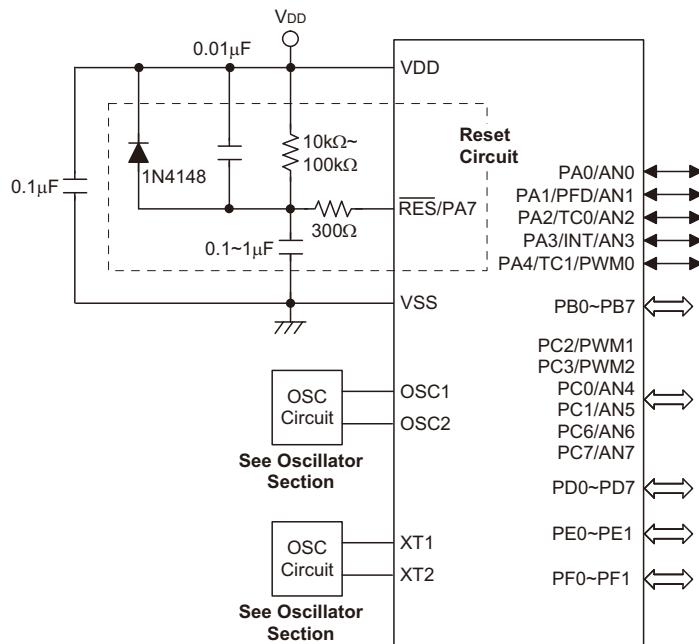 VDD
0.01μF
VDD
10kΩ~
100kΩ
Reset
Circuit
1N4148
0.1μF
RES/PA7
300Ω
0.1~1μF
VSS
OSC
Circuit
OSC1
OSC2
See Oscillator
Section
OSC
Circuit
XT1
XT2
See Oscillator
Section
PA0/AN0
PA1/PFD/AN1
PA2/TC0/AN2
PA3/INT/AN3
PA4/TC1/PWM0
PB0~PB7
PC2/PWM1
PC3/PWM2
PC0/AN4
PC1/AN5
PC6/AN6
PC7/AN7
PD0~PD7
PE0~PE1
PF0~PF1